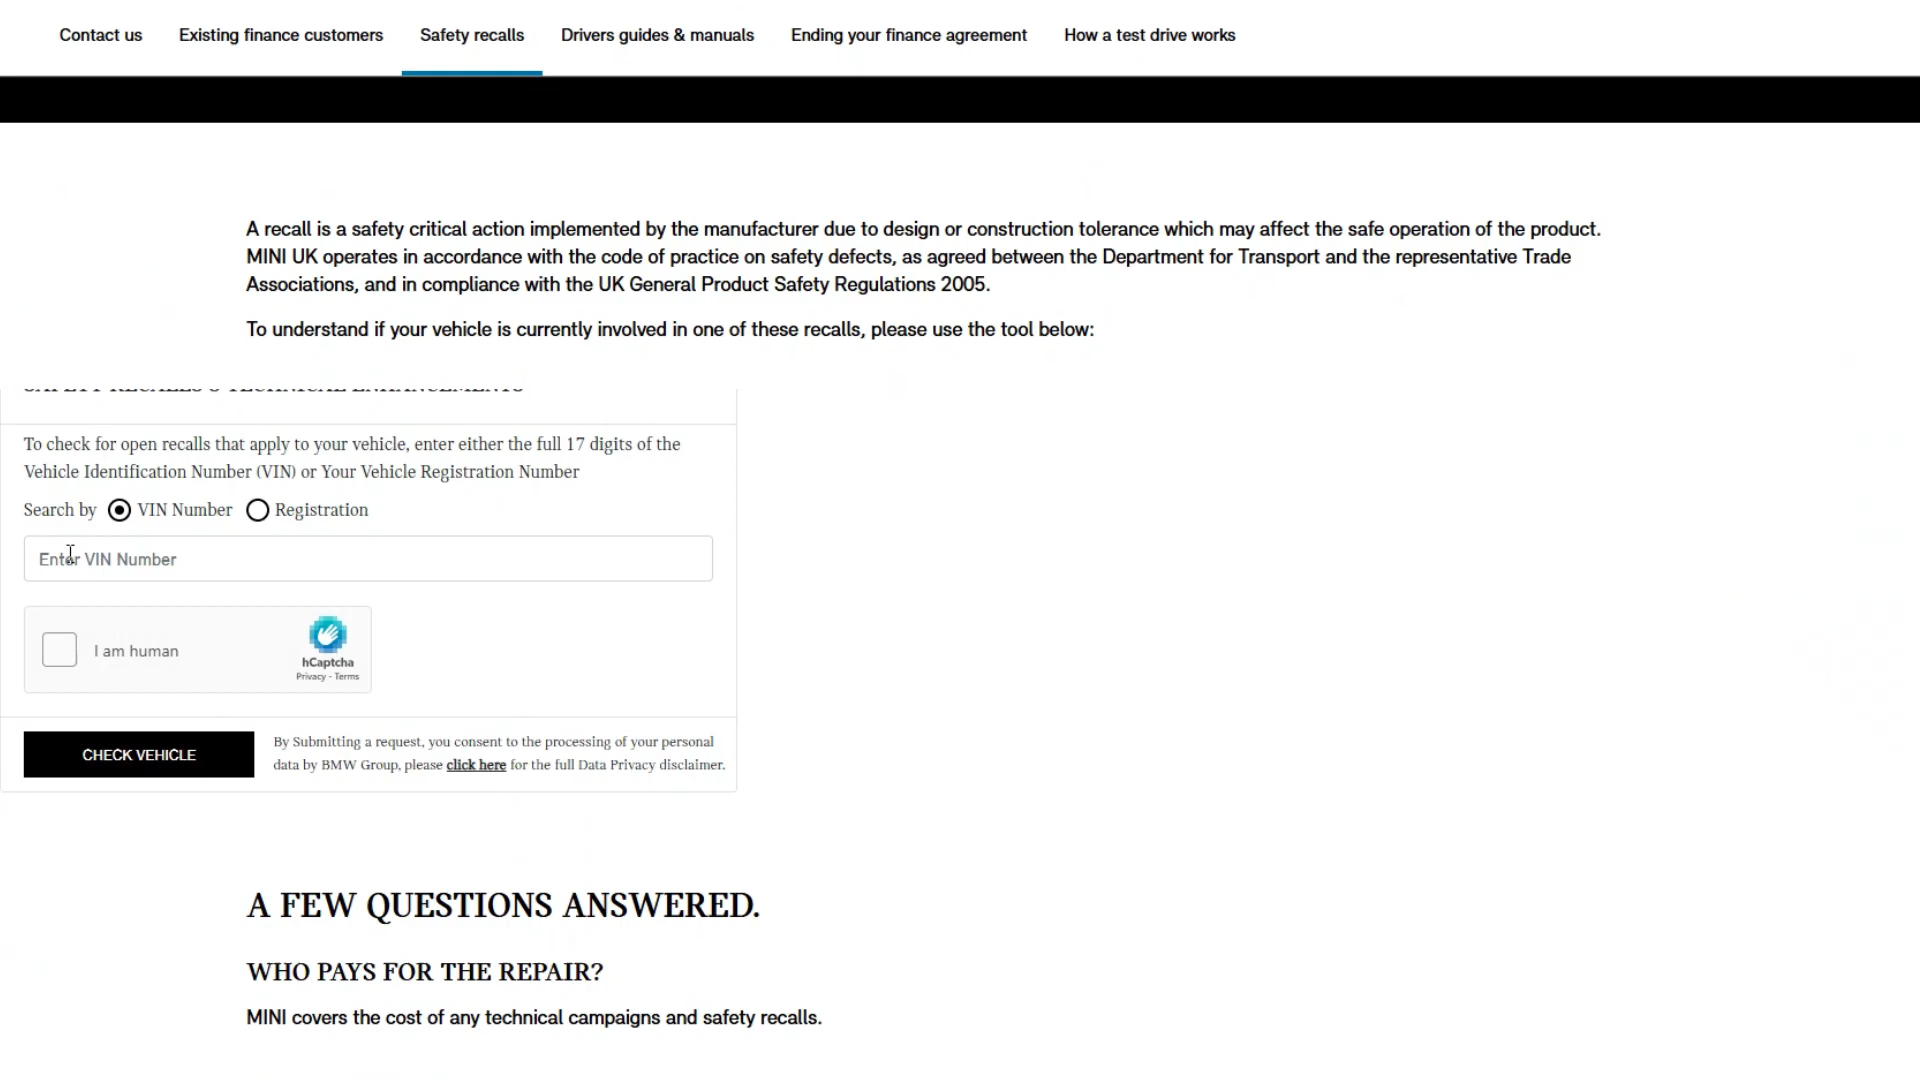 Contact us Existing finance customers Safety recalls Drivers guides & manuals Ending your finance agreement How a test drive works
A recall is a safety critical action implemented by the manufacturer due to design or construction tolerance which may affect the safe operation of the product.
MINI UK operates in accordance with the code of practice on safety defects, as agreed between the Department for Transport and the representative Trade
Associations, and in compliance with the UK General Product Safety Regulations 2005.
To understand if your vehicle is currently involved in one of these recalls, please use the tool below:
To check for open recalls that apply to your vehicle, enter either the full 17 digits of the
Vehicle Identification Number (VIN) or Your Vehicle Registration Number
Search by VIN Number Registration
Enter VIN Number
I am human
hCaptcha
Privacy - Terms
CHECK VEHICLE
By Submitting a request, you consent to the processing of your personal
data by BMW Group, please click here for the full Data Privacy disclaimer.
A FEW QUESTIONS ANSWERED.
WHO PAYS FOR THE REPAIR?
MINI covers the cost of any technical campaigns and safety recalls.